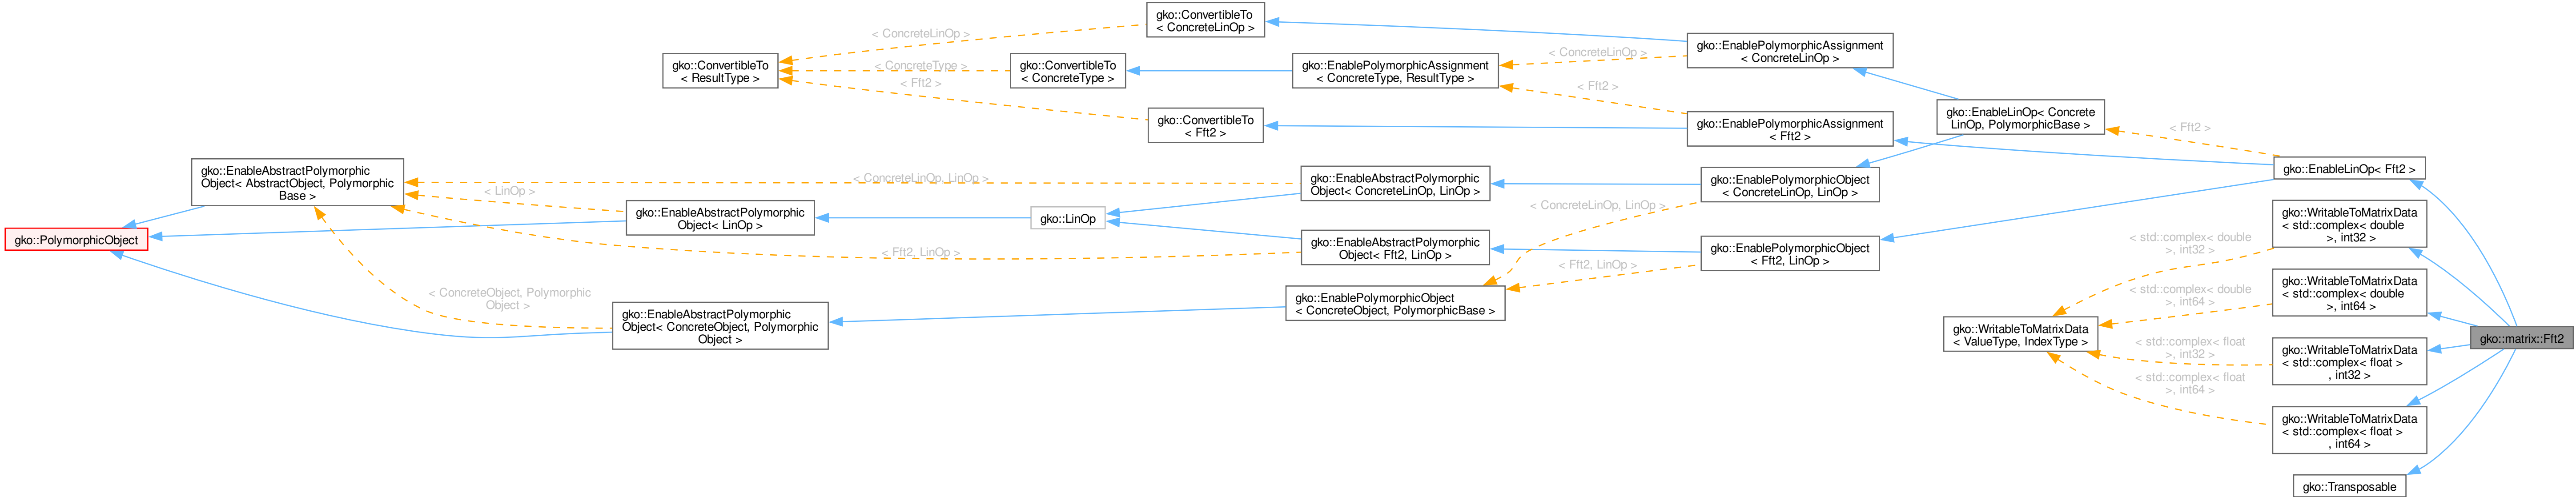 gko::ConvertibleTo
< ConcreteLinOp >
< ConcreteLinOp >
gko::EnablePolymorphicAssignment
< ConcreteLinOp >
< ConcreteLinOp >
gko::ConvertibleTo
< ResultType >
< ConcreteType >
gko::ConvertibleTo
< ConcreteType >
gko::EnablePolymorphicAssignment
< ConcreteType, ResultType >
< Fft2 >
< Fft2 >
gko::ConvertibleTo
< Fft2 >
gko::EnablePolymorphicAssignment
< Fft2 >
gko::EnableLinOp< Concrete
LinOp, PolymorphicBase >
< Fft2 >
gko::EnableLinOp< Fft2 >
gko::EnableAbstractPolymorphic
Object< AbstractObject, Polymorphic
Base >
< ConcreteLinOp, LinOp >
gko::EnableAbstractPolymorphic
Object< ConcreteLinOp, LinOp >
gko::EnablePolymorphicObject
< ConcreteLinOp, LinOp >
< LinOp >
gko::EnableAbstractPolymorphic
Object< LinOp >
gko::LinOp
< ConcreteLinOp, LinOp >
gko::PolymorphicObject
< Fft2, LinOp >
gko::EnableAbstractPolymorphic
Object< Fft2, LinOp >
gko::EnablePolymorphicObject
< Fft2, LinOp >
< Fft2, LinOp >
< ConcreteObject, Polymorphic
Object >
gko::EnableAbstractPolymorphic
Object< ConcreteObject, Polymorphic
Object >
gko::EnablePolymorphicObject
< ConcreteObject, PolymorphicBase >
gko::WritableToMatrixData
< std::complex< double
>, int32 >
< std::complex< double
>, int32 >
gko::WritableToMatrixData
< std::complex< double
>, int64 >
< std::complex< double
>, int64 >
gko::WritableToMatrixData
< ValueType, IndexType >
< std::complex< float
>, int32 >
gko::WritableToMatrixData
< std::complex< float >
, int32 >
< std::complex< float
>, int64 >
gko::WritableToMatrixData
< std::complex< float >
, int64 >
gko::matrix::Fft2
gko::Transposable